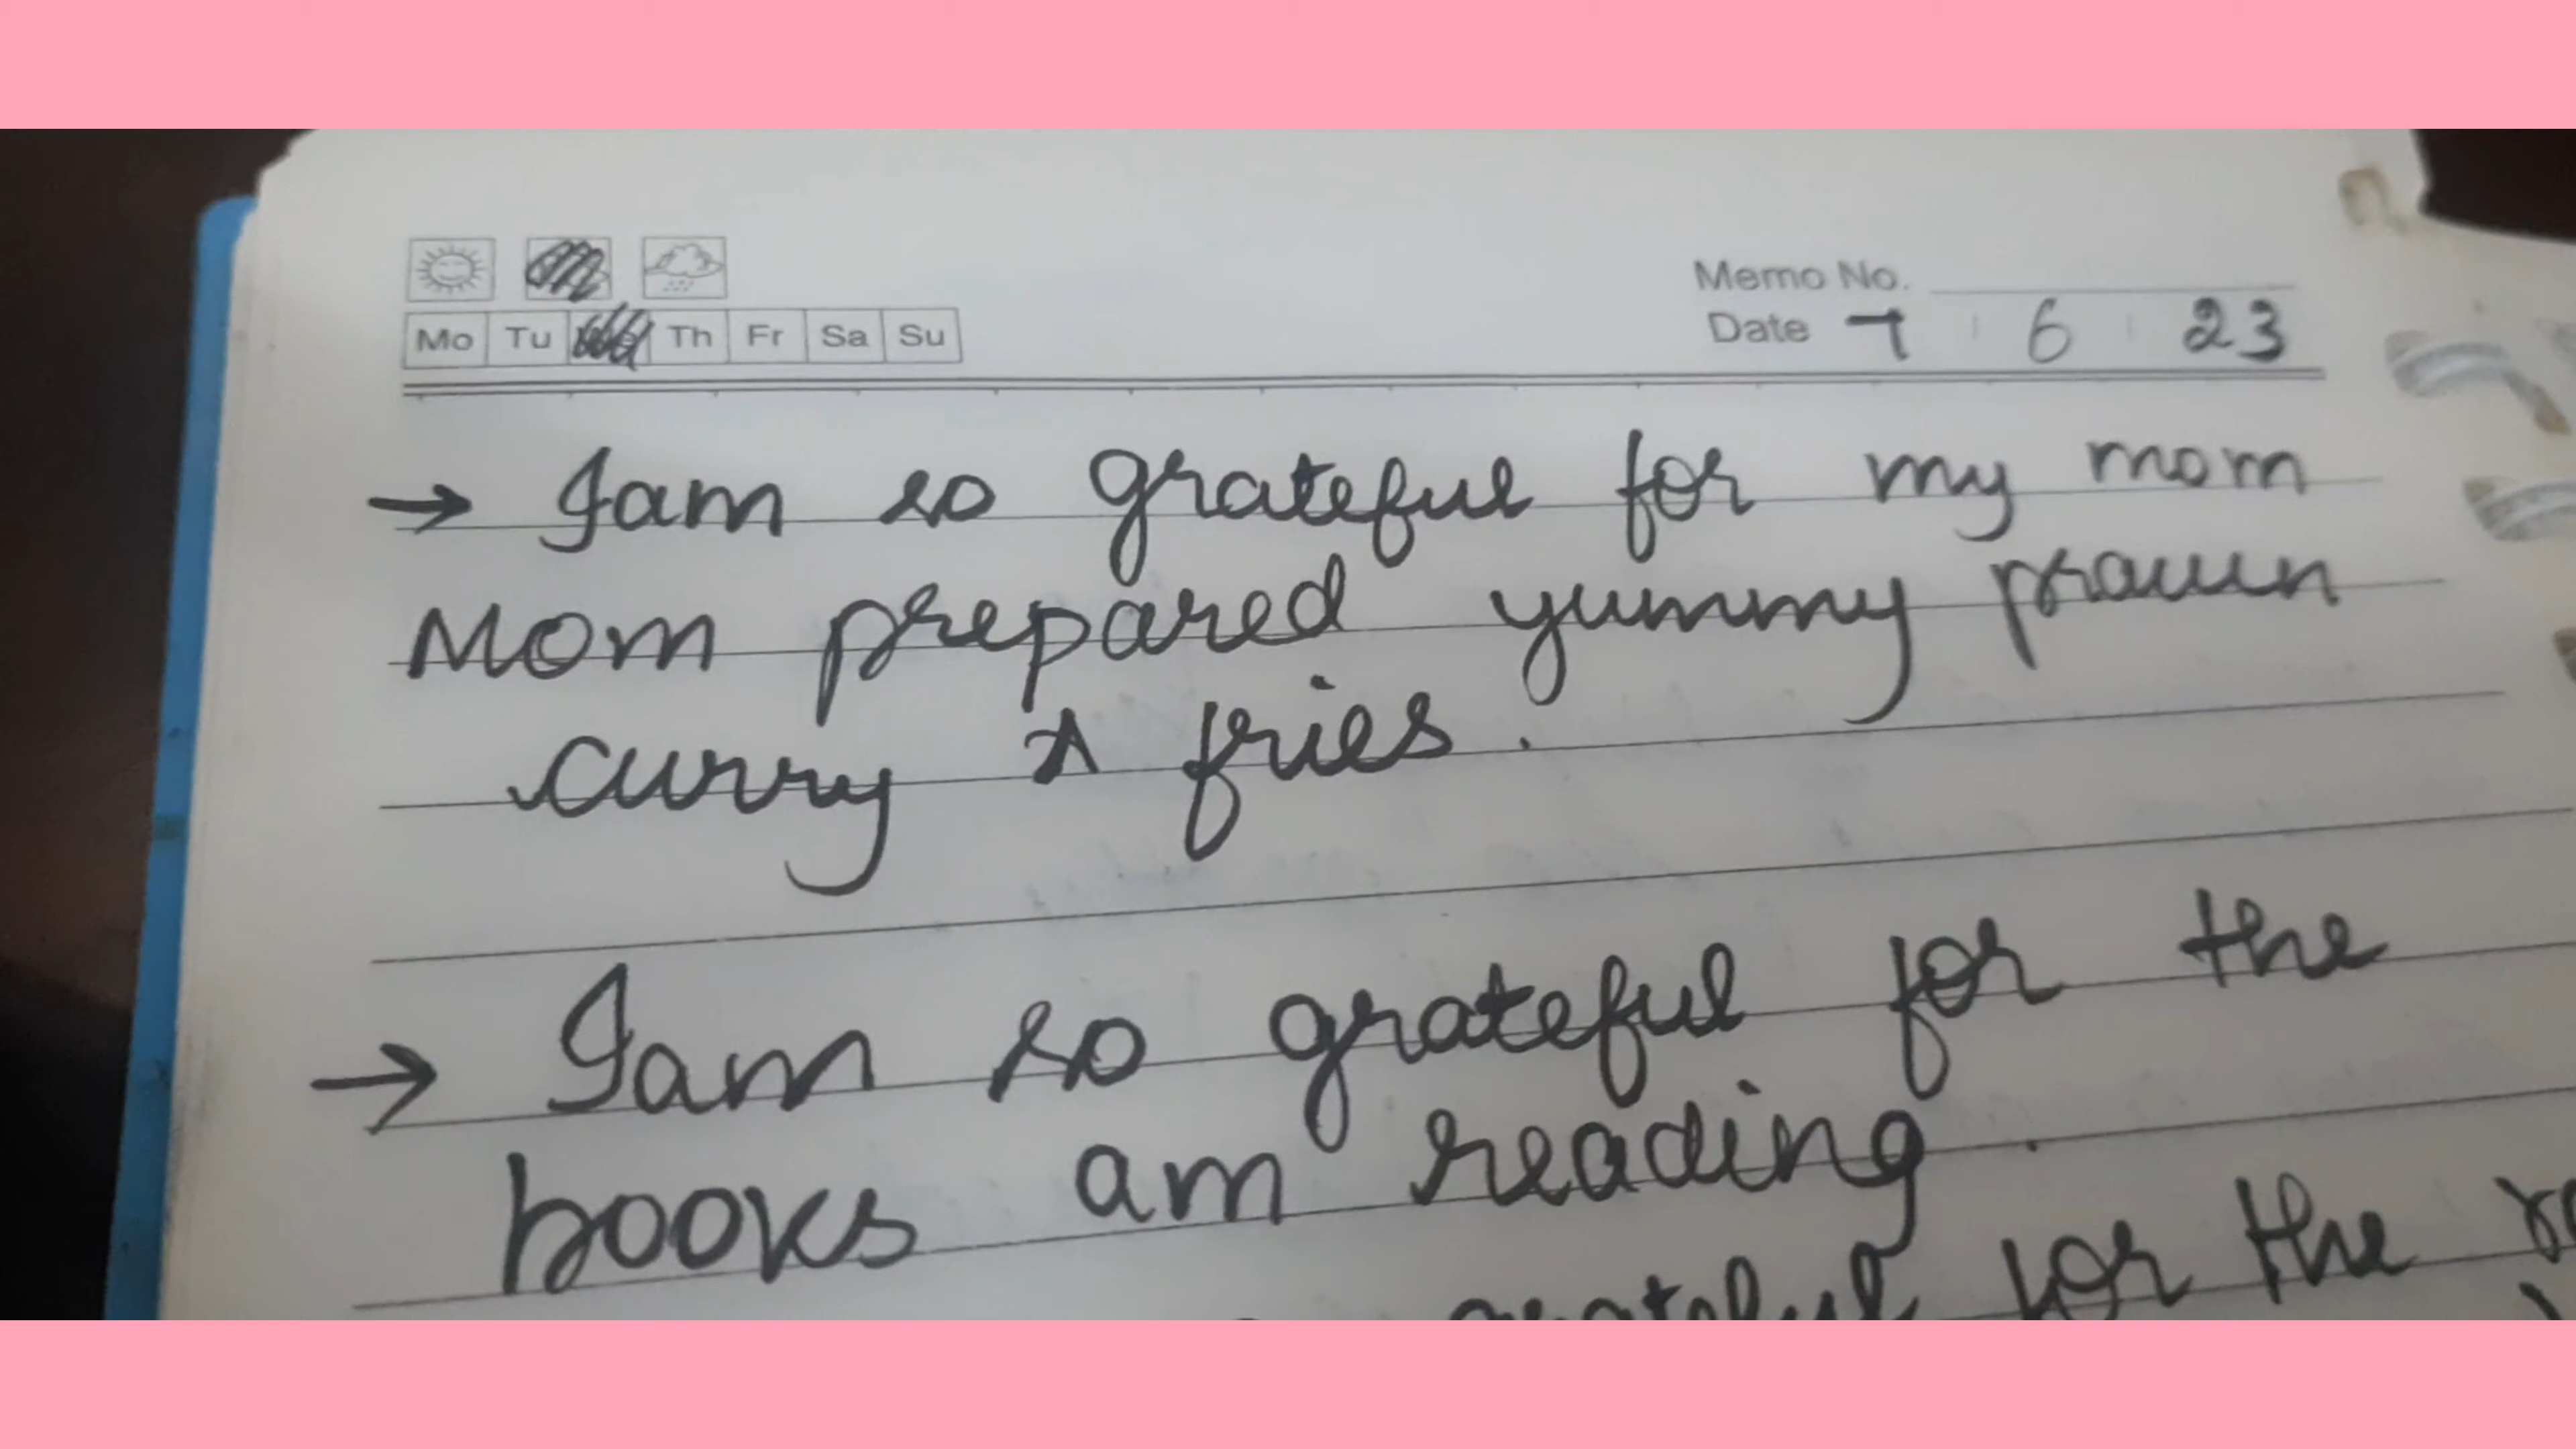 Memo No.
Mo Tu Th Fr Sa Su
Date 7 6 23
→ Iam so grateful for my mom
Mom prepared yummy prawn
curry & fries.
→ Iam so grateful for the
books am reading.
grateful for the